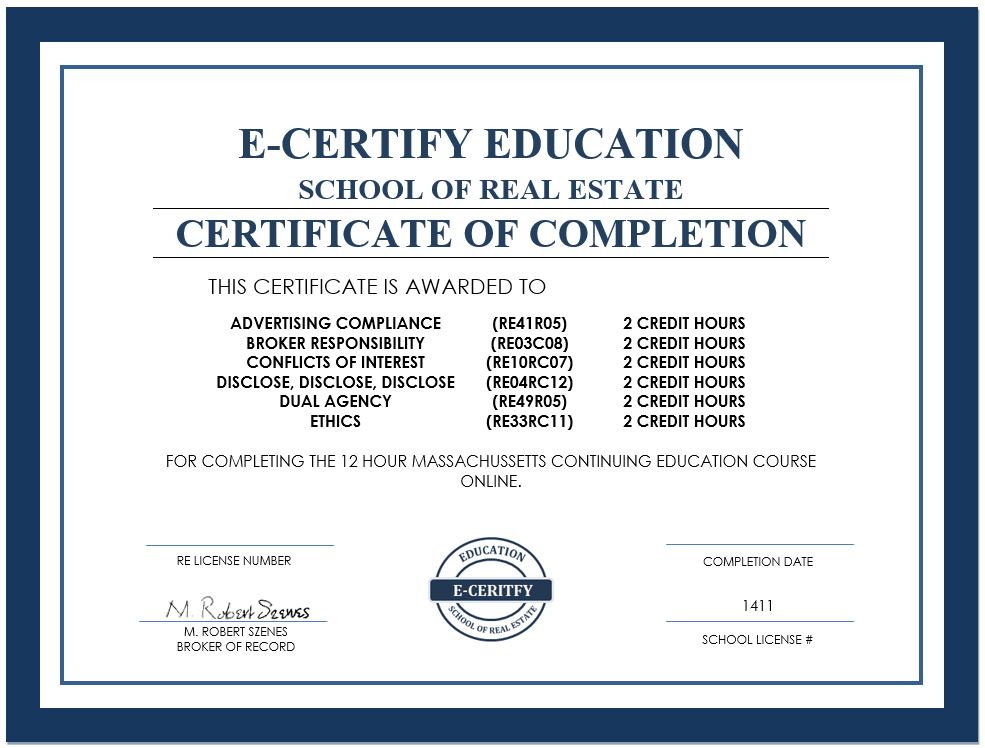 E-CERTIFY EDUCATION
SCHOOL OF REAL ESTATE
CERTIFICATE OF COMPLETION
THIS CERTIFICATE IS AWARDED TO
ADVERTISING COMPLIANCE (RE41R05) 2 CREDIT HOURS
BROKER RESPONSIBILITY (RE03C08) 2 CREDIT HOURS
CONFLICTS OF INTEREST (RE10RC07) 2 CREDIT HOURS
DISCLOSE, DISCLOSE, DISCLOSE (RE04RC12) 2 CREDIT HOURS
DUAL AGENCY (RE49R05) 2 CREDIT HOURS
ETHICS (RE33RC11) 2 CREDIT HOURS
FOR COMPLETING THE 12 HOUR MASSACHUSSETTS CONTINUING EDUCATION COURSE
ONLINE.
RE LICENSE NUMBER
M. Robert Szenes
M. ROBERT SZENES
BROKER OF RECORD
EDUCATION
E-CERITFY
SCHOOL OF REAL ESTATE
COMPLETION DATE
1411
SCHOOL LICENSE #